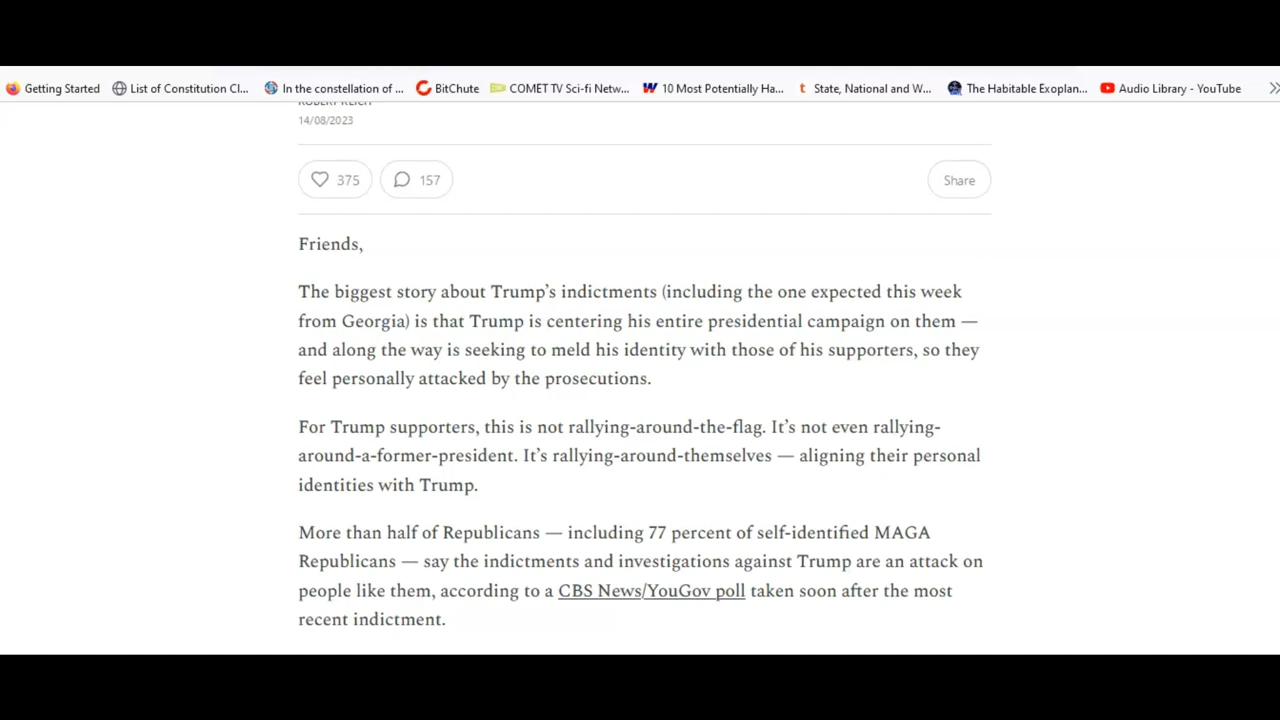 Getting Started List of Constitution Cl... In the constellation of ... BitChute COMET TV Sci-fi Netw... 10 Most Potentially Ha... State, National and W... The Habitable Exoplan... Audio Library - YouTube
ROBERT REICH
14/08/2023
375 157 Share
Friends,
The biggest story about Trump’s indictments (including the one expected this week
from Georgia) is that Trump is centering his entire presidential campaign on them —
and along the way is seeking to meld his identity with those of his supporters, so they
feel personally attacked by the prosecutions.
For Trump supporters, this is not rallying-around-the-flag. It’s not even rallying-
around-a-former-president. It’s rallying-around-themselves — aligning their personal
identities with Trump.
More than half of Republicans — including 77 percent of self-identified MAGA
Republicans — say the indictments and investigations against Trump are an attack on
people like them, according to a CBS News/YouGov poll taken soon after the most
recent indictment.